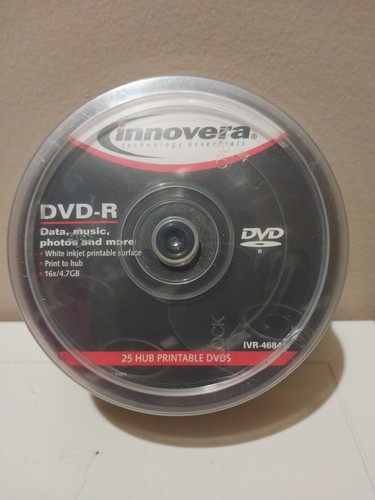 innovera®
technology essentials
DVD-R
Data, music,
photos and more
• White inkjet printable surface
• Print to hub
• 16x/4.7GB
DVD
R
LOCK
IVR-4684
25 HUB PRINTABLE DVDS